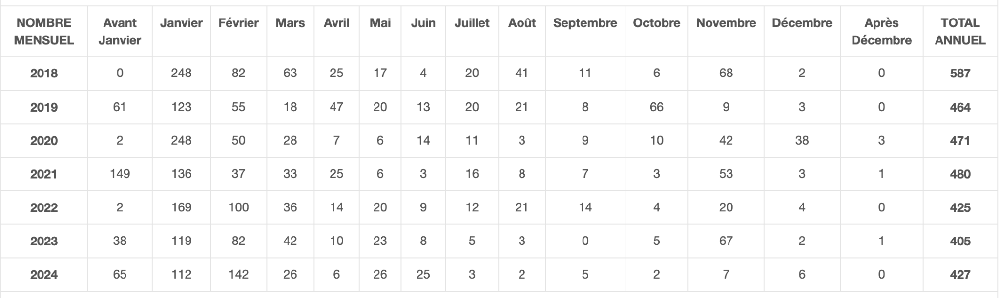 NOMBRE MENSUEL Avant Janvier Janvier Février Mars Avril Mai Juin Juillet Août Septembre Octobre Novembre Décembre Après Décembre TOTAL ANNUEL
2018 0 248 82 63 25 17 4 20 41 11 6 68 2 0 587
2019 61 123 55 18 47 20 13 20 21 8 66 9 3 0 464
2020 2 248 50 28 7 6 14 11 3 9 10 42 38 3 471
2021 149 136 37 33 25 6 3 16 8 7 3 53 3 1 480
2022 2 169 100 36 14 20 9 12 21 14 4 20 4 0 425
2023 38 119 82 42 10 23 8 5 3 0 5 67 2 1 405
2024 65 112 142 26 6 26 25 3 2 5 2 7 6 0 427